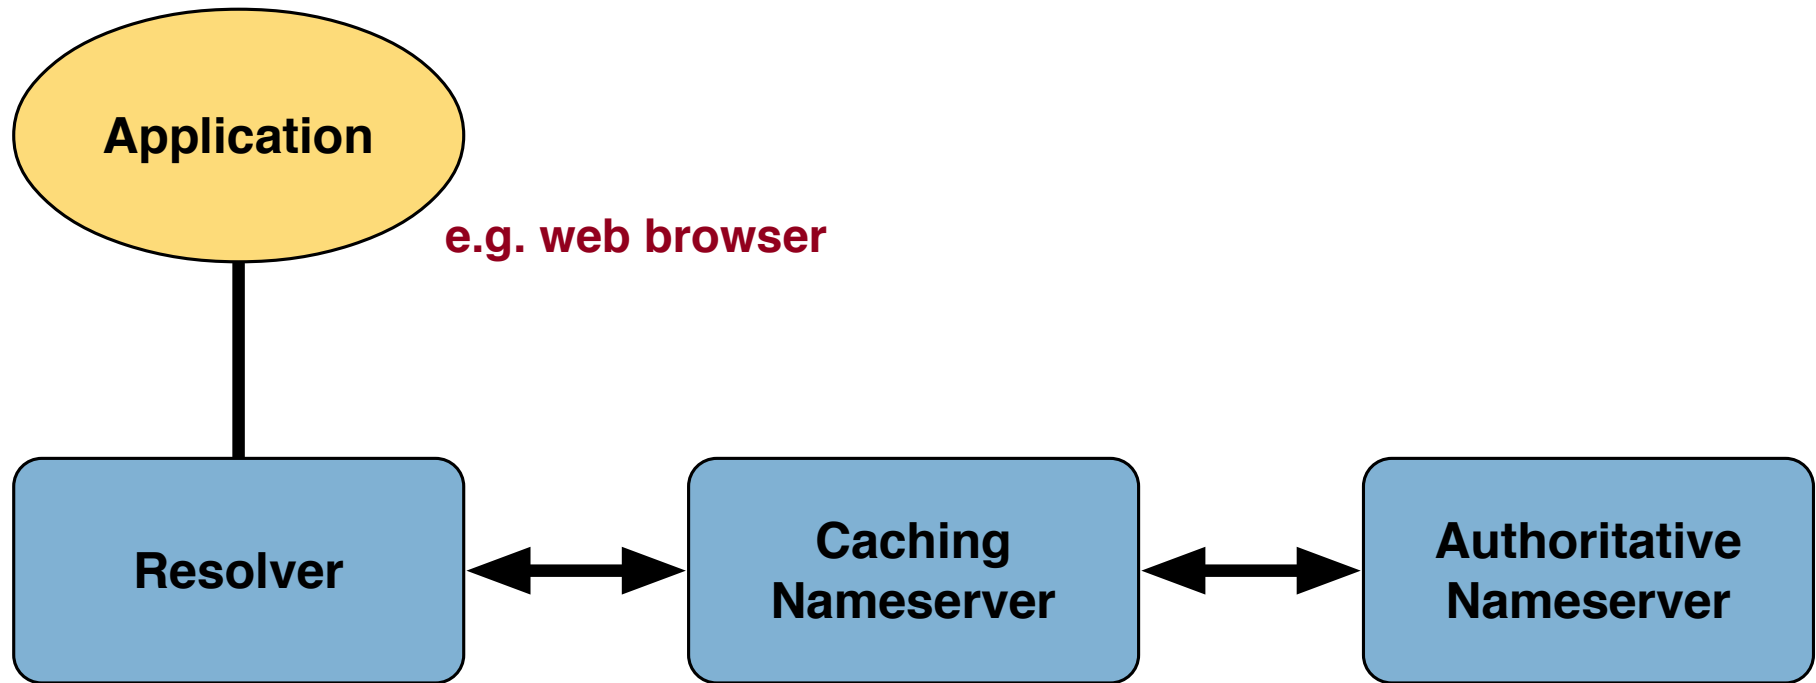 Application
e.g. web browser
Resolver
Caching
Nameserver
Authoritative
Nameserver